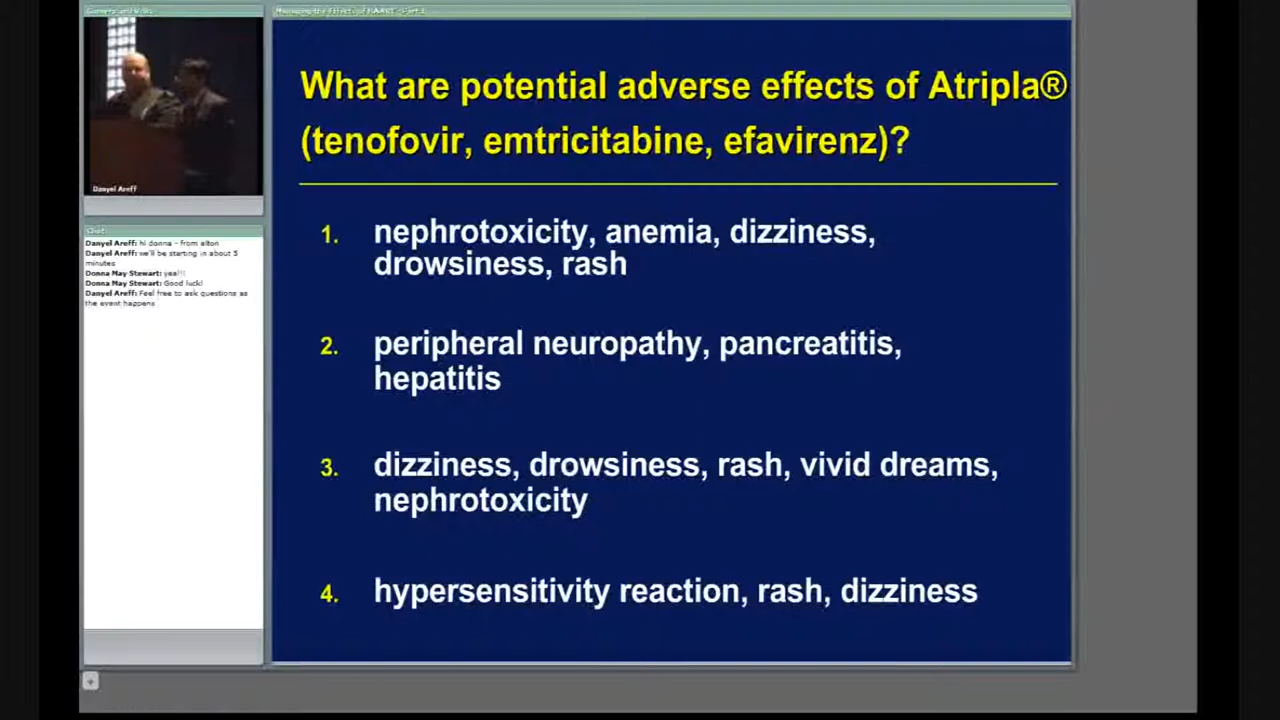 What are potential adverse effects of Atripla®
(tenofovir, emtricitabine, efavirenz)?
1. nephrotoxicity, anemia, dizziness,
drowsiness, rash
2. peripheral neuropathy, pancreatitis,
hepatitis
3. dizziness, drowsiness, rash, vivid dreams,
nephrotoxicity
4. hypersensitivity reaction, rash, dizziness
Danyel Areff
Chat
Danyel Areff: hi donna - from alton
Danyel Areff: we'll be starting in about 5
minutes
Donna May Stewart: yea!!!
Donna May Stewart: Good luck!
Danyel Areff: Feel free to ask questions as
the event happens